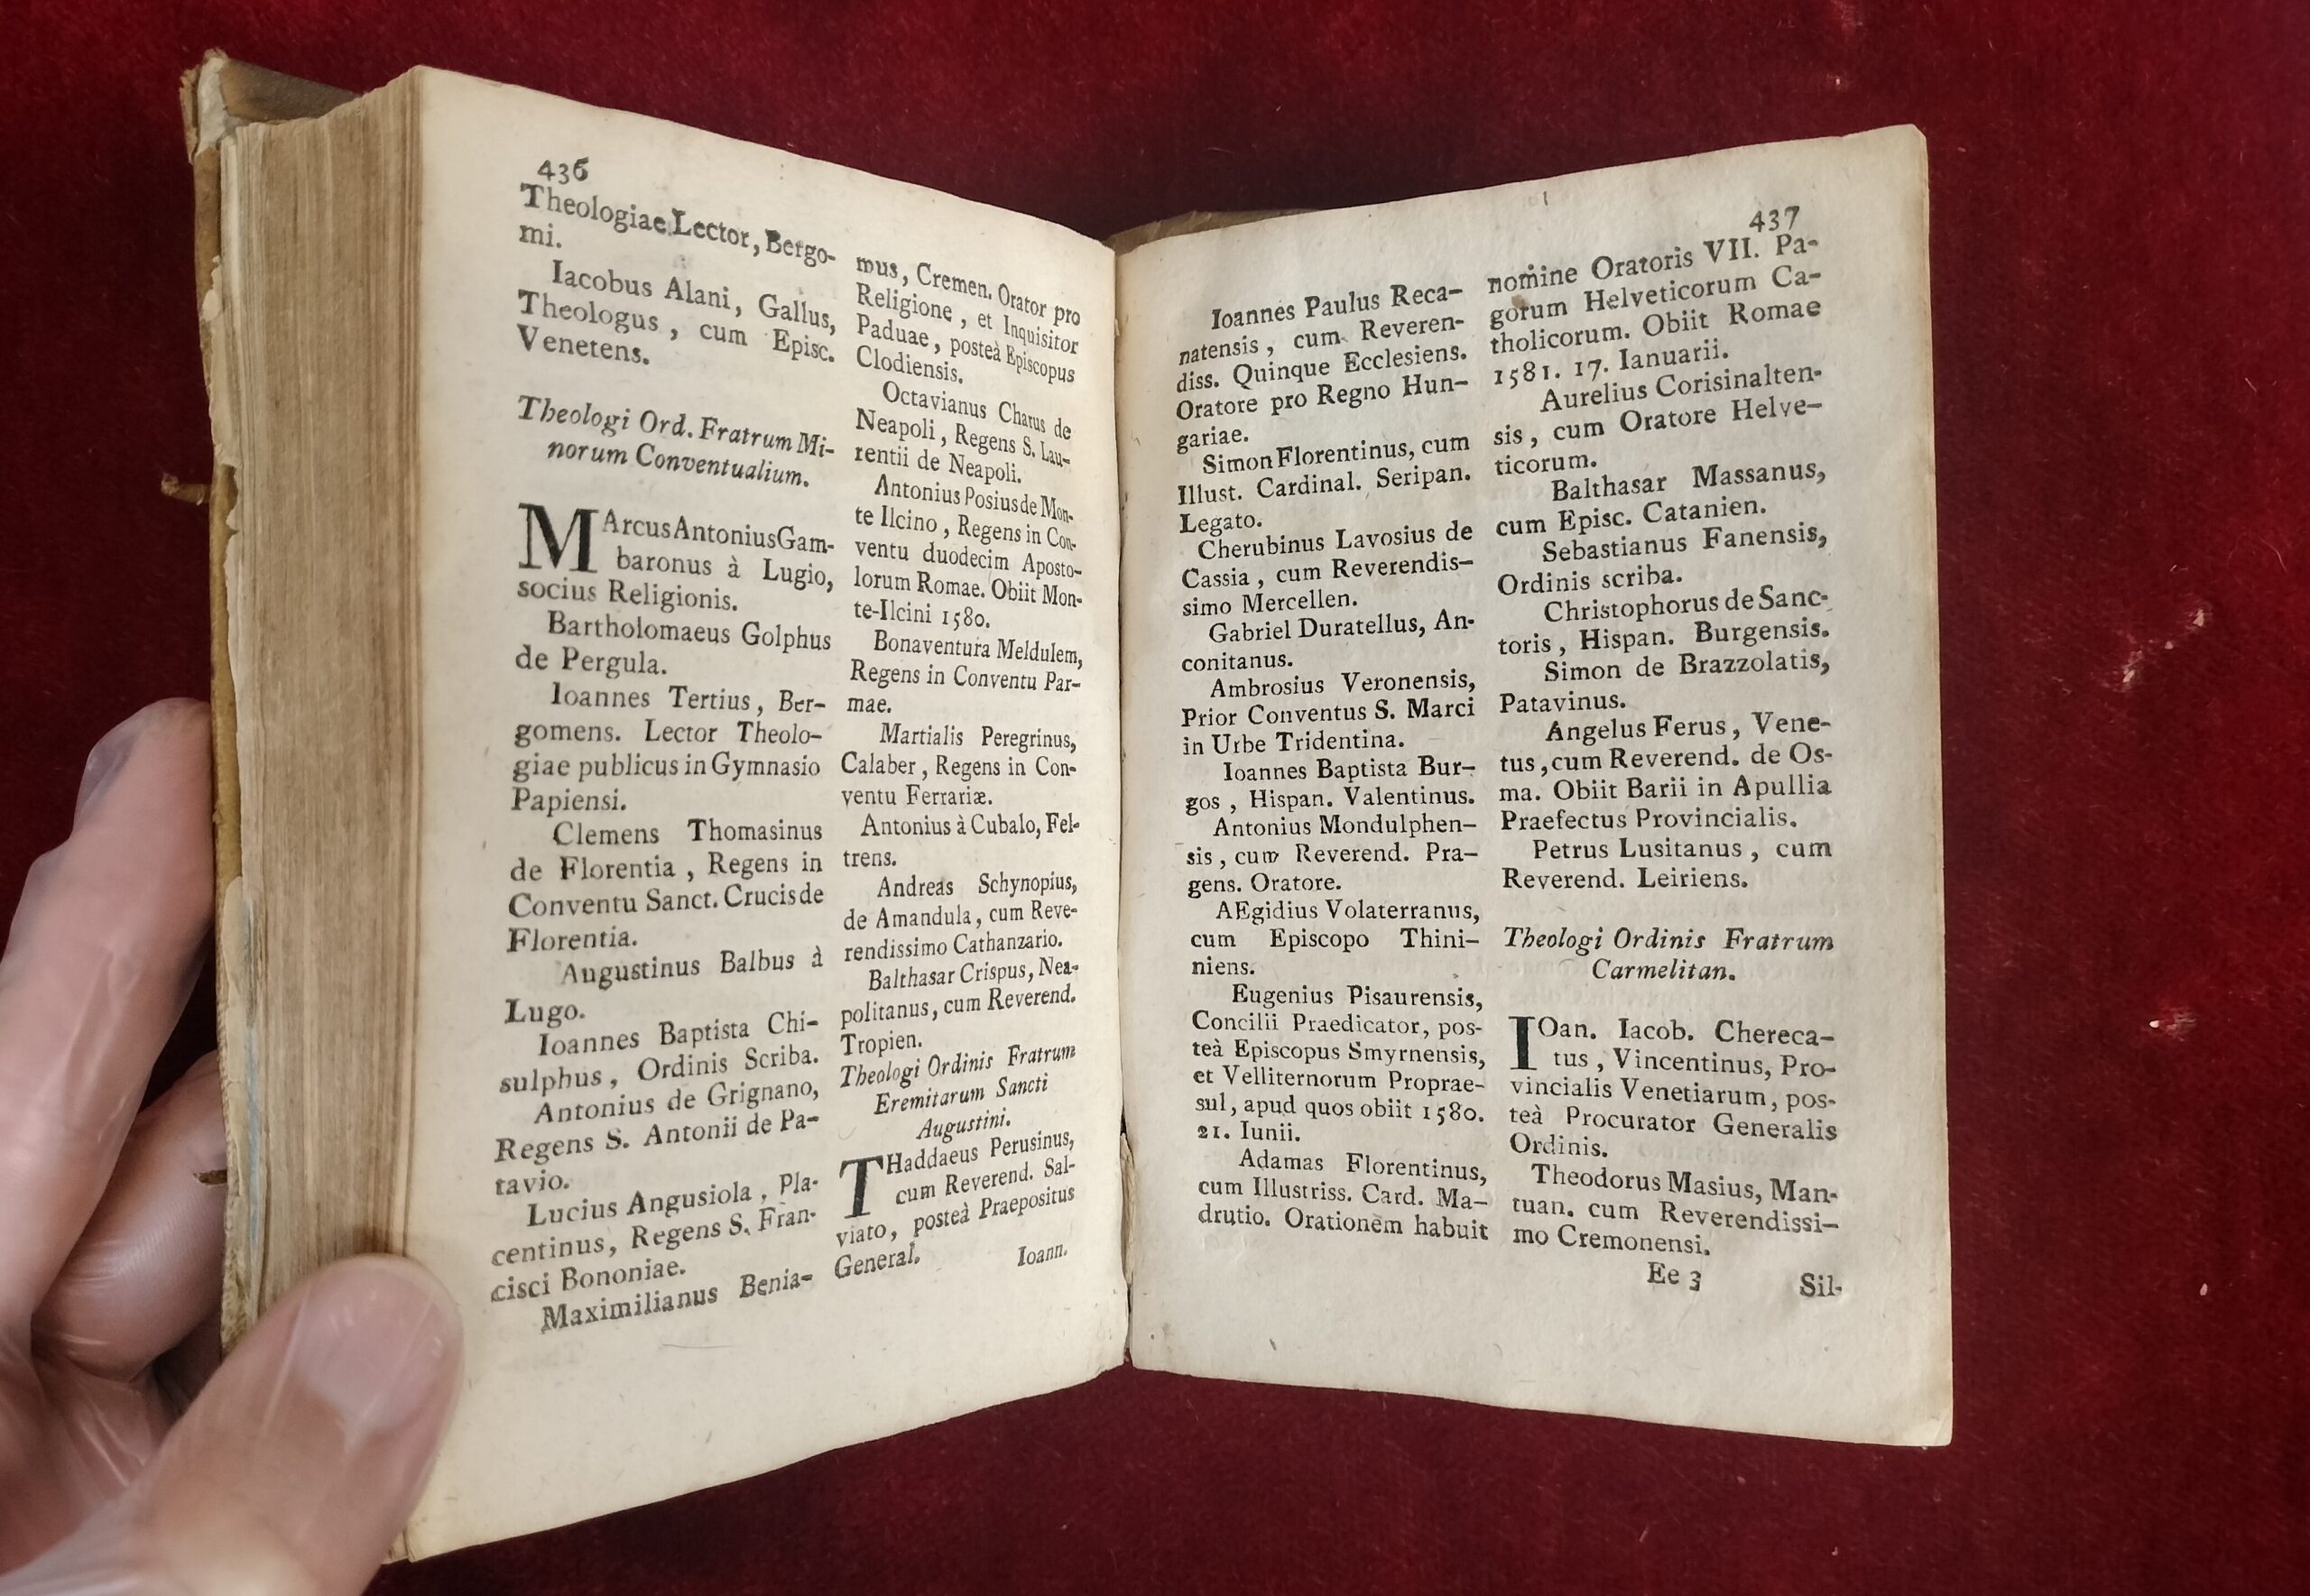 436
Theologiae Lector, Bergo-
mi.
Iacobus Alani, Gallus,
Theologus, cum Episc.
Venetens.
Theologi Ord. Fratrum Mi-
norum Conventualium.
MArcusAntoniusGam-
baronus à Lugio,
socius Religionis.
Bartholomaeus Golphus
de Pergula.
Ioannes Tertius, Ber-
gomens. Lector Theolo-
giae publicus in Gymnasio
Papiensi.
Clemens Thomasinus
de Florentia, Regens in
Conventu Sanct. Crucis de
Florentia.
Augustinus Balbus à
Lugo.
Ioannes Baptista Chi-
sulphus, Ordinis Scriba.
Antonius de Grignano,
Regens S. Antonii de Pa-
tavio.
Lucius Angusiola, Pla-
centinus, Regens S. Fran-
cisci Bononiae.
Maximilianus Benia-
mus, Cremen. Orator pro
Religione, et Inquisitor
Paduae, posteà Episcopus
Clodiensis.
Octavianus Charus de
Neapoli, Regens S. Lau-
rentii de Neapoli.
Antonius Posius de Mon-
te Ilcino, Regens in Con-
ventu duodecim Aposto-
lorum Romae. Obiit Mon-
te-Ilcini 1580.
Bonaventura Meldulem,
Regens in Conventu Par-
mae.
Martialis Peregrinus,
Calaber, Regens in Con-
ventu Ferrariæ.
Antonius à Cubalo, Fel-
trens.
Andreas Schynopius,
de Amandula, cum Reve-
rendissimo Cathanzario.
Balthasar Crispus, Nea-
politanus, cum Reverend.
Tropien.
Theologi Ordinis Fratrum
Eremitarum Sancti
Augustini.
THaddaeus Perusinus,
cum Reverend. Sal-
viato, posteà Praepositus
General.
Ioann.
437
Ioannes Paulus Reca-
natensis, cum Reveren-
diss. Quinque Ecclesiens.
Oratore pro Regno Hun-
gariae.
Simon Florentinus, cum
Illust. Cardinal. Seripan.
Legato.
Cherubinus Lavosius de
Cassia, cum Reverendis-
simo Mercellen.
Gabriel Duratellus, An-
conitanus.
Ambrosius Veronensis,
Prior Conventus S. Marci
in Urbe Tridentina.
Ioannes Baptista Bur-
gos, Hispan. Valentinus.
Antonius Mondulphen-
sis, cum Reverend. Pra-
gens. Oratore.
AEgidius Volaterranus,
cum Episcopo Thini-
niens.
Eugenius Pisaurensis,
Concilii Praedicator, pos-
teà Episcopus Smyrnensis,
et Velliternorum Proprae-
sul, apud quos obiit 1580.
21. Iunii.
Adamas Florentinus,
cum Illustriss. Card. Ma-
drutio. Orationem habuit
nomine Oratoris VII. Pa-
gorum Helveticorum Ca-
tholicorum. Obiit Romae
1581. 17. Ianuarii.
Aurelius Corisinalten-
sis, cum Oratore Helve-
ticorum.
Balthasar Massanus,
cum Episc. Catanien.
Sebastianus Fanensis,
Ordinis scriba.
Christophorus de Sanc-
toris, Hispan. Burgensis.
Simon de Brazzolatis,
Patavinus.
Angelus Ferus, Vene-
tus, cum Reverend. de Os-
ma. Obiit Barii in Apullia
Praefectus Provincialis.
Petrus Lusitanus, cum
Reverend. Leiriens.
Theologi Ordinis Fratrum
Carmelitan.
IOan. Iacob. Chereca-
tus, Vincentinus, Pro-
vincialis Venetiarum, pos-
teà Procurator Generalis
Ordinis.
Theodorus Masius, Man-
tuan. cum Reverendissi-
mo Cremonensi.
Ee 3
Sil-